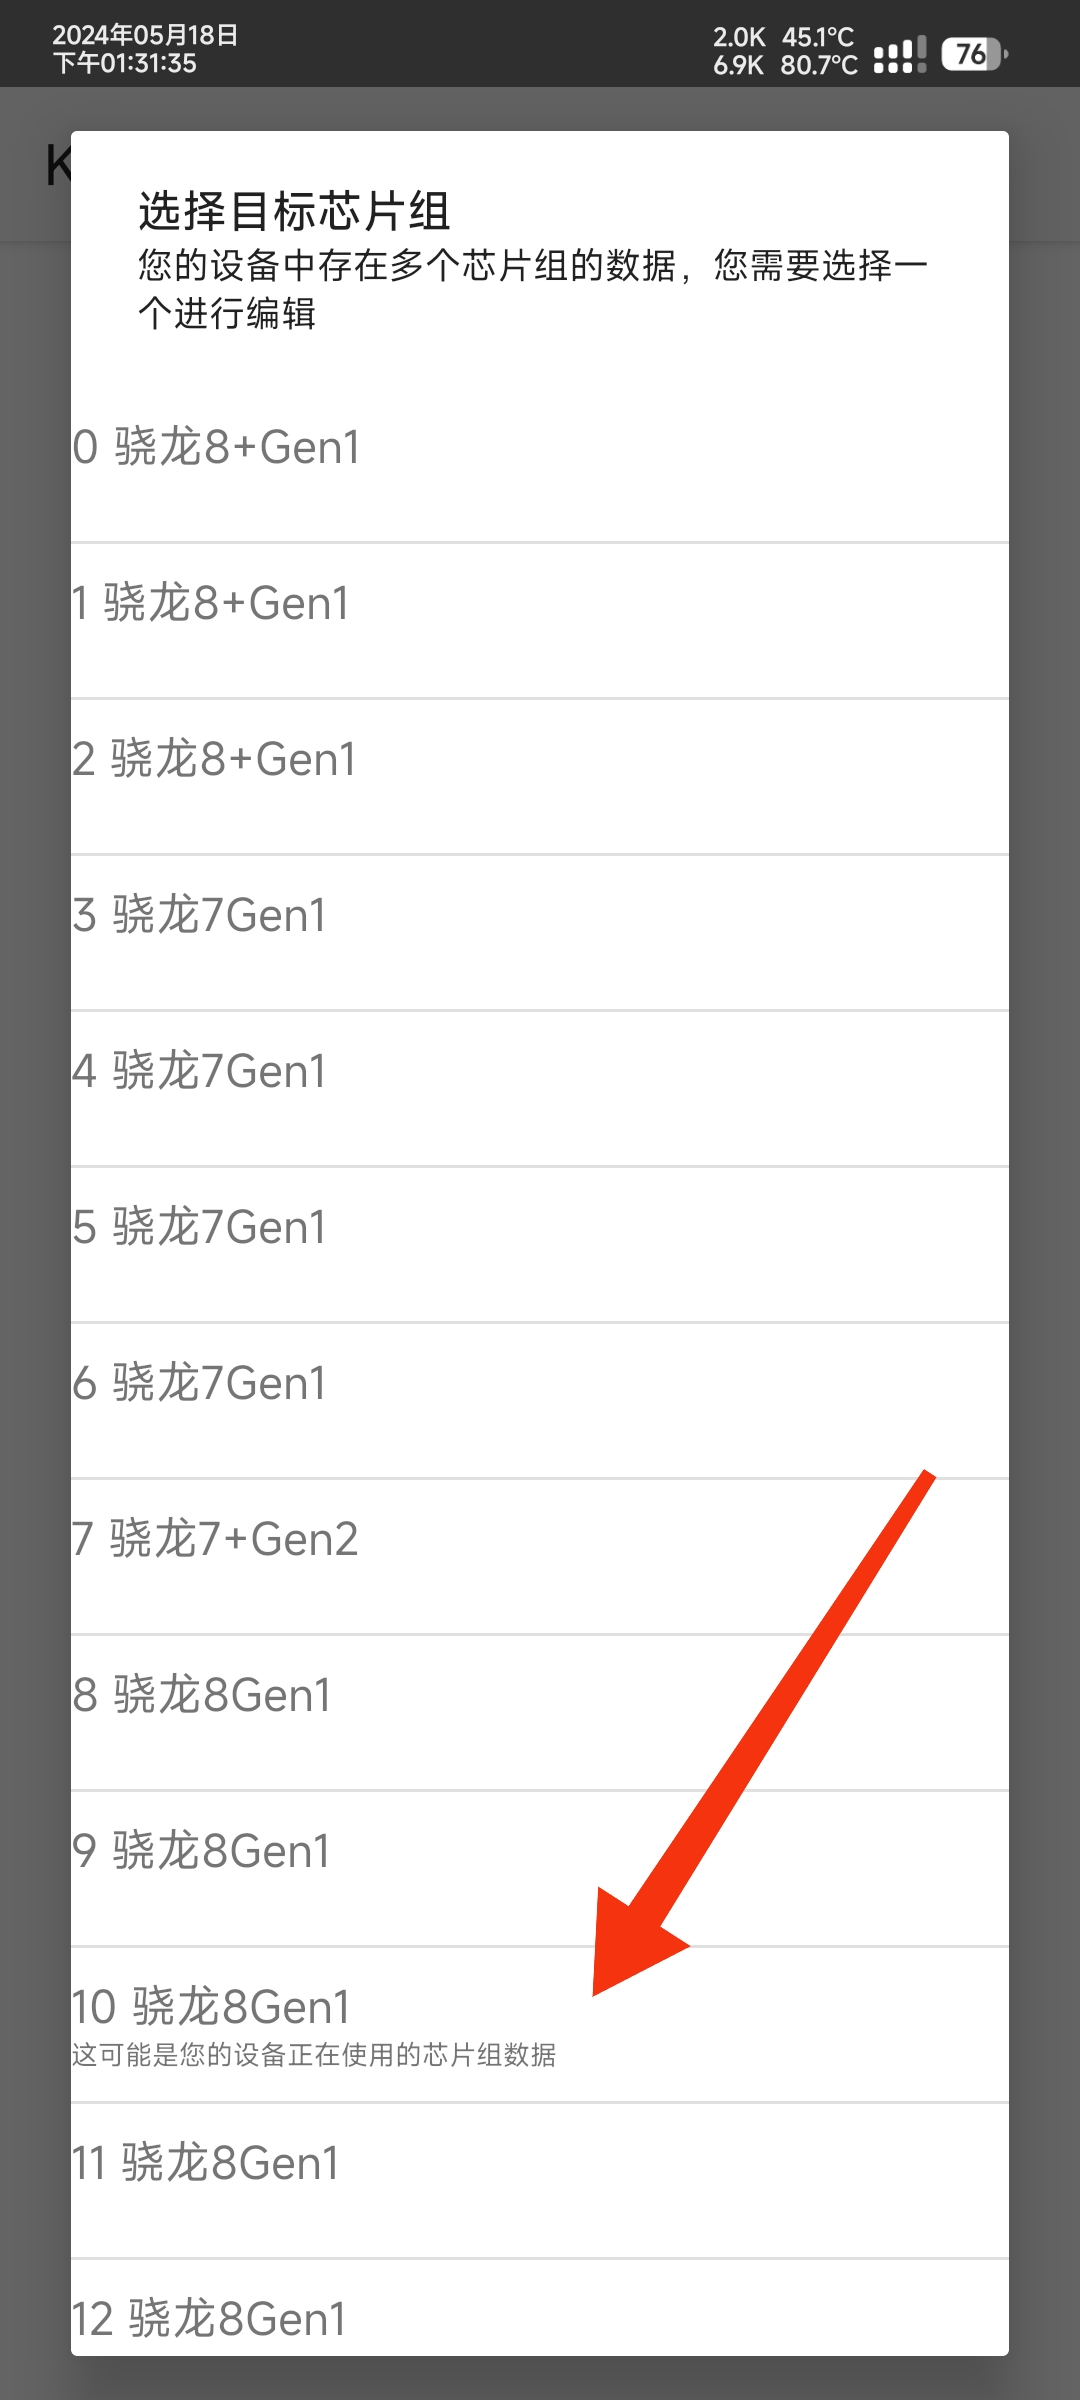 2024年05月18日
下午01:31:35
2.0K 45.1°C
6.9K 80.7°C
76
K
选择目标芯片组
您的设备中存在多个芯片组的数据，您需要选择一
个进行编辑
0 骁龙8+Gen1
1 骁龙8+Gen1
2 骁龙8+Gen1
3 骁龙7Gen1
4 骁龙7Gen1
5 骁龙7Gen1
6 骁龙7Gen1
7 骁龙7+Gen2
8 骁龙8Gen1
9 骁龙8Gen1
10 骁龙8Gen1
这可能是您的设备正在使用的芯片组数据
11 骁龙8Gen1
12 骁龙8Gen1